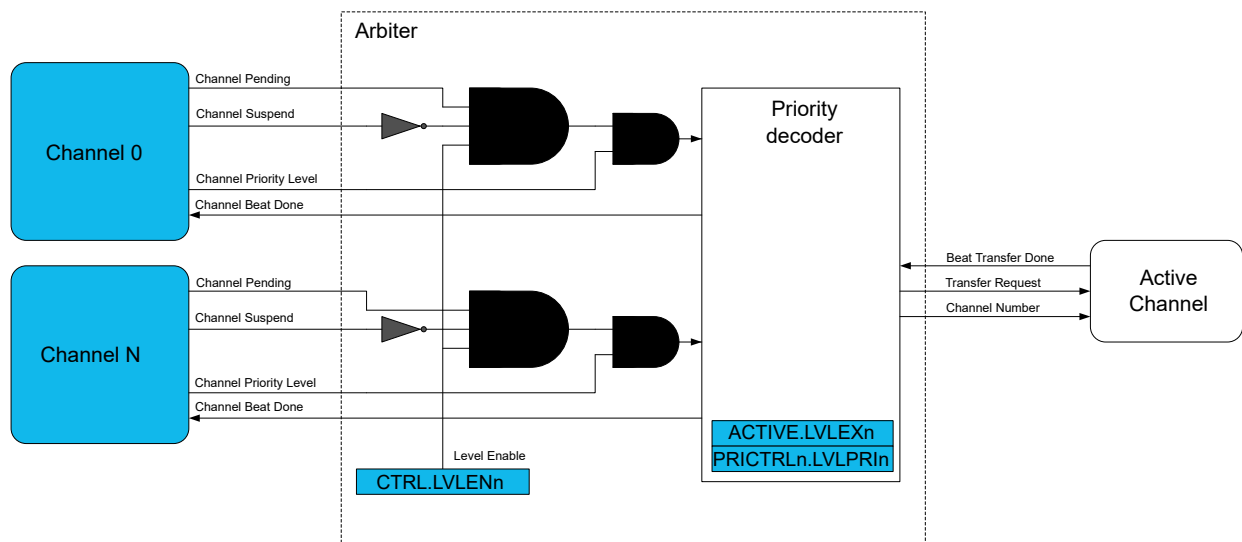 Arbiter
Channel 0
Channel Pending
Channel Suspend
Channel Priority Level
Channel Beat Done
Priority
decoder
Channel N
Channel Pending
Channel Suspend
Channel Priority Level
Channel Beat Done
Beat Transfer Done
Transfer Request
Channel Number
Active
Channel
ACTIVE.LVLEXn
PRICTRLn.LVLPRIn
Level Enable
CTRL.LVLENn